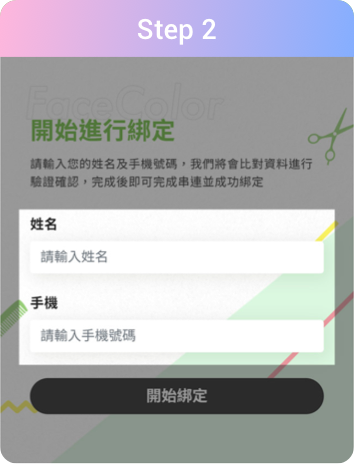 Step 2
FaceColor
開始進行綁定
請輸入您的姓名及手機號碼，我們將會比對資料進行
驗證確認，完成後即可完成串連並成功綁定
姓名
請輸入姓名
手機
請輸入手機號碼
開始綁定